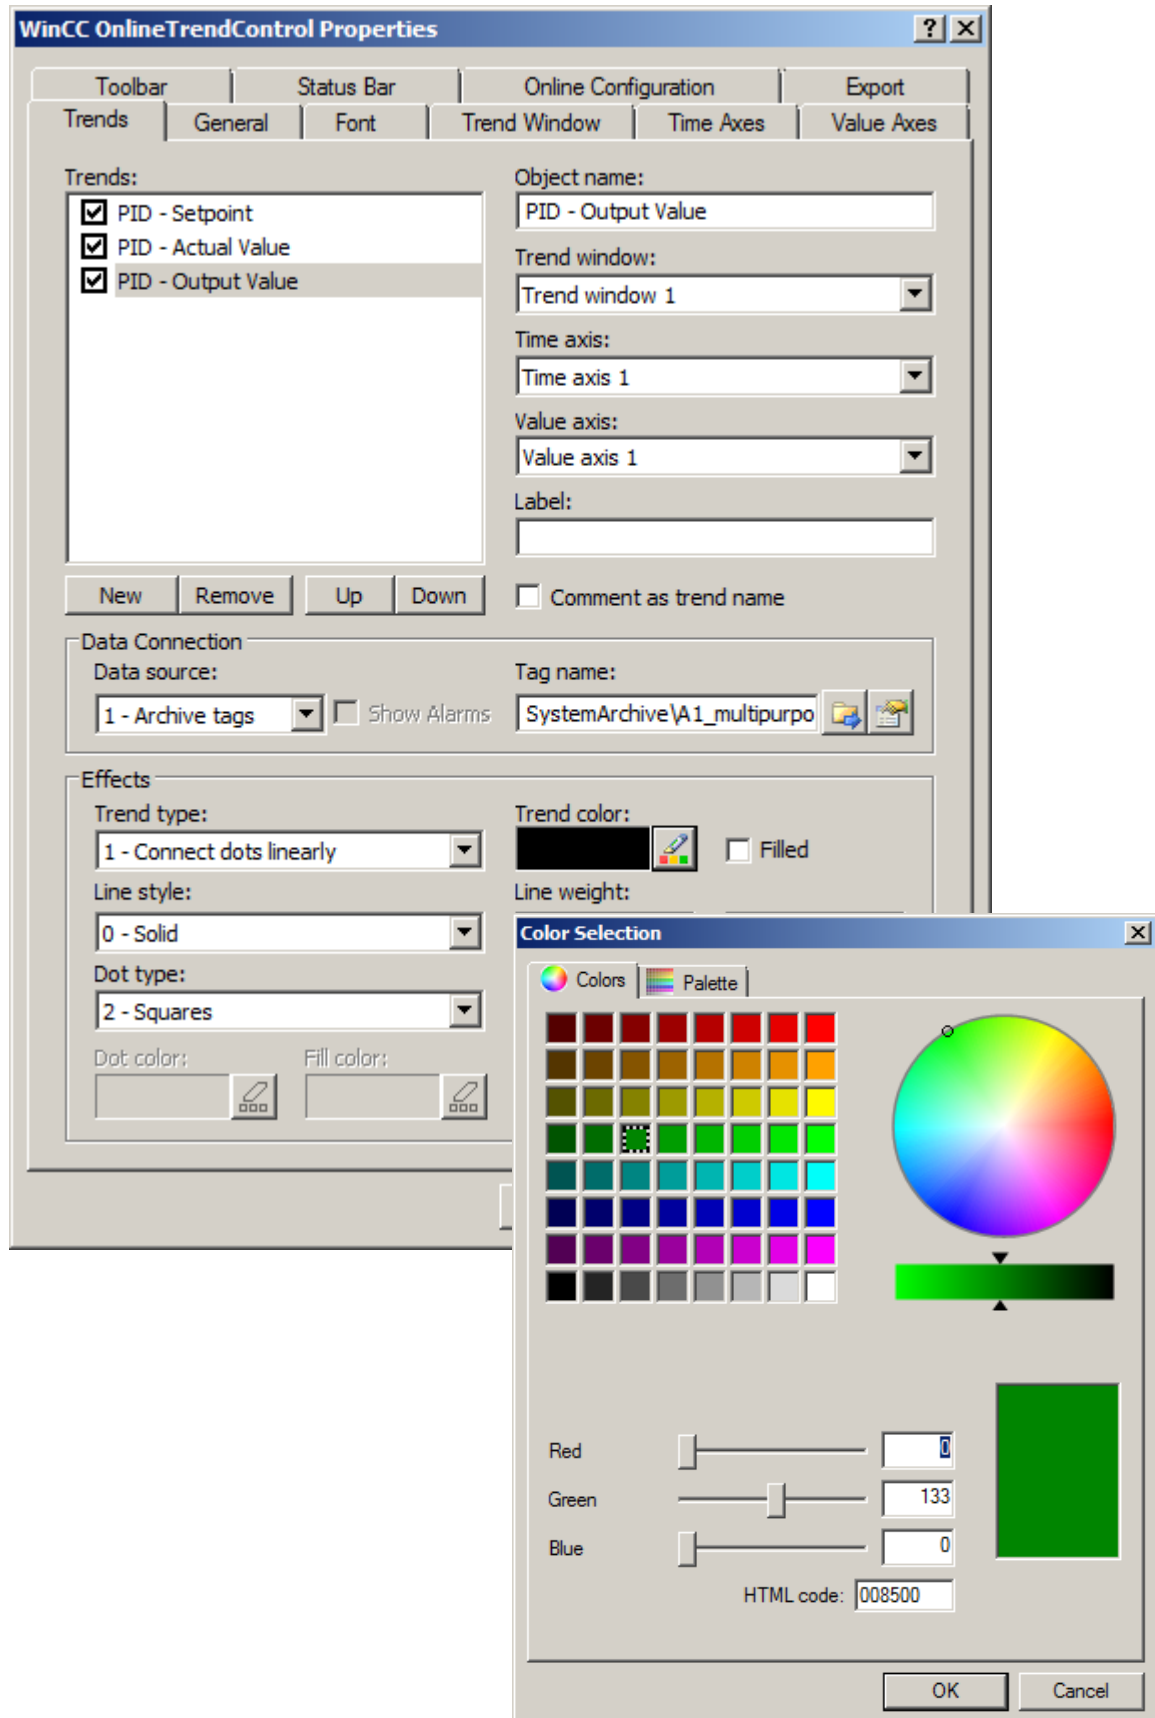 WinCC OnlineTrendControl Properties
Toolbar Status Bar Online Configuration Export
Trends General Font Trend Window Time Axes Value Axes
Trends:
PID - Setpoint
PID - Actual Value
PID - Output Value
New Remove Up Down
Object name:
PID - Output Value
Trend window:
Trend window 1
Time axis:
Time axis 1
Value axis:
Value axis 1
Label:
Comment as trend name
Data Connection
Data source:
1 - Archive tags
Show Alarms
Tag name:
SystemArchive\A1_multipurpo
Effects
Trend type:
1 - Connect dots linearly
Trend color:
Filled
Line style:
0 - Solid
Line weight:
Dot type:
2 - Squares
Dot color: Fill color:
Color Selection
Colors Palette
Red 0
Green 133
Blue 0
HTML code: 008500
OK Cancel